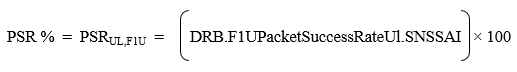 PSR % = PSR_UL,F1U = (DRB.F1UPacketSuccessRateUl.SNSSAI) × 100